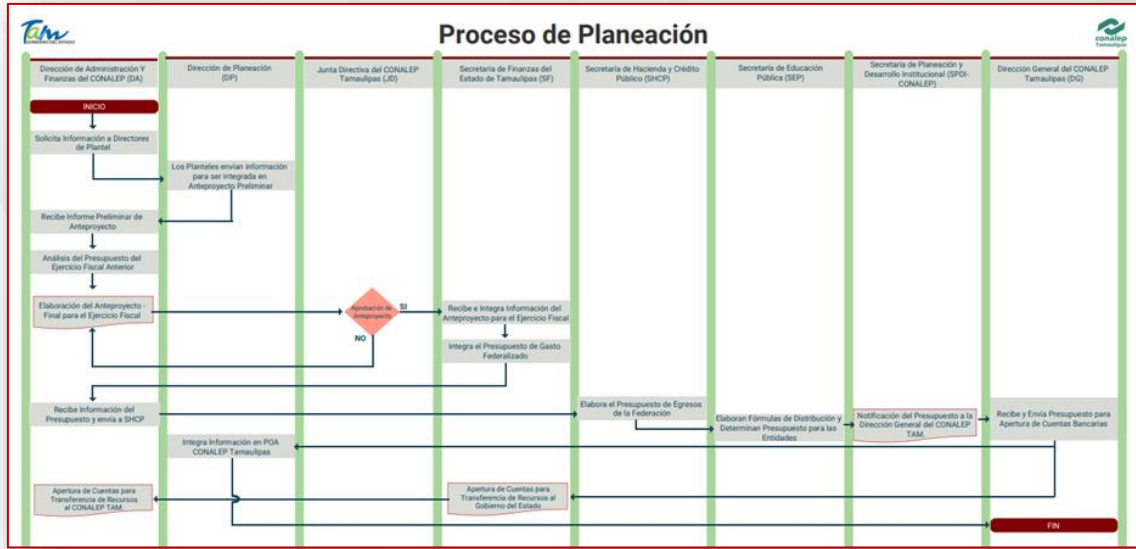 Tam
GOBIERNO DEL ESTADO
Proceso de Planeación
conalep
Tamaulipas
Dirección de Administración Y
Finanzas del CONALEP (DA)
Dirección de Planeación
(DP)
Junta Directiva del CONALEP
Tamaulipas (JD)
Secretaría de Finanzas del
Estado de Tamaulipas (SF)
Secretaría de Hacienda y Crédito
Público (SHCP)
Secretaría de Educación
Pública (SEP)
Secretaría de Planeación y
Desarrollo Institucional (SPDI-
CONALEP)
Dirección General del CONALEP
Tamaulipas (DG)
INICIO
Solicita Información a Directores
de Plantel
Los Planteles envían información
para ser integrada en
Anteproyecto Preliminar
Recibe Informe Preliminar de
Anteproyecto
Análisis del Presupuesto del
Ejercicio Fiscal Anterior
Elaboración del Anteproyecto -
Final para el Ejercicio Fiscal
Aprobación de
Anteproyecto
SI
NO
Recibe e Integra Información del
Anteproyecto para el Ejercicio Fiscal
Integra el Presupuesto de Gasto
Federalizado
Recibe Información del
Presupuesto y envía a SHCP
Elabora el Presupuesto de Egresos
de la Federación
Elaboran Fórmulas de Distribución y
Determinan Presupuesto para las
Entidades
Notificación del Presupuesto a la
Dirección General del CONALEP
TAM.
Recibe y Envía Presupuesto para
Apertura de Cuentas Bancarias
Integra Información en POA
CONALEP Tamaulipas
Apertura de Cuentas para
Transferencia de Recursos
al CONALEP TAM.
Apertura de Cuentas para
Transferencia de Recursos al
Gobierno del Estado
FIN